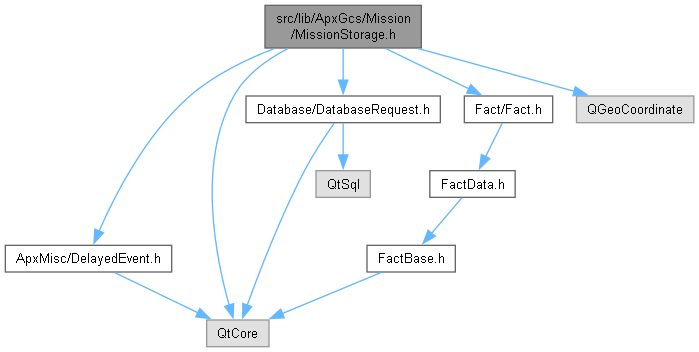 src/lib/ApxGcs/Mission
/MissionStorage.h
Database/DatabaseRequest.h
Fact/Fact.h
QGeoCoordinate
QtSql
FactData.h
ApxMisc/DelayedEvent.h
FactBase.h
QtCore